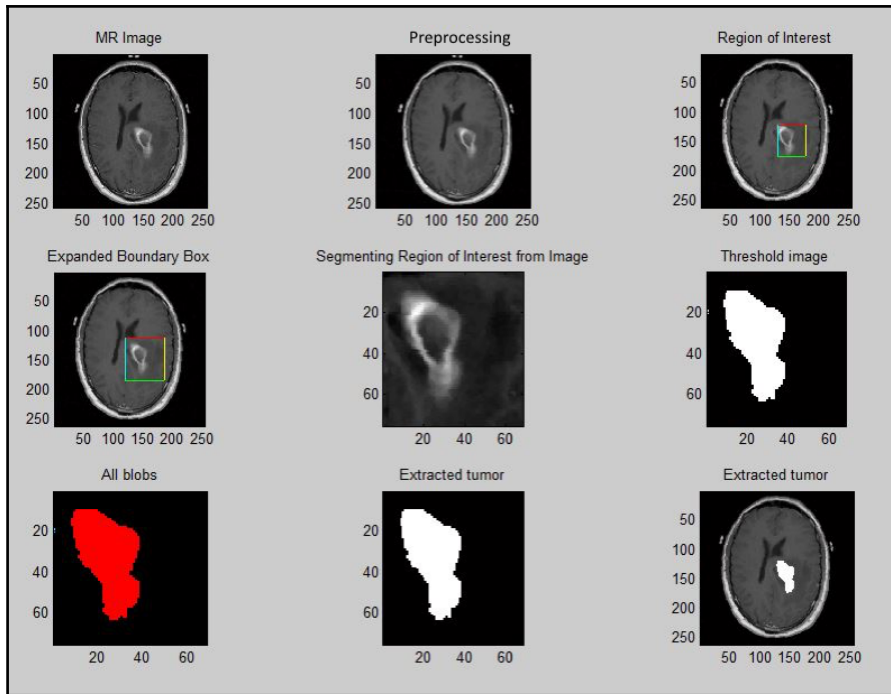 MR Image
50
100
150
200
250
50 100 150 200 250
Preprocessing
50
100
150
200
250
50 100 150 200 250
Region of Interest
50
100
150
200
250
50 100 150 200 250
Expanded Boundary Box
50
100
150
200
250
50 100 150 200 250
Segmenting Region of Interest from Image
20
40
60
20 40 60
Threshold image
20
40
60
20 40 60
All blobs
20
40
60
20 40 60
Extracted tumor
20
40
60
20 40 60
Extracted tumor
50
100
150
200
250
50 100 150 200 250